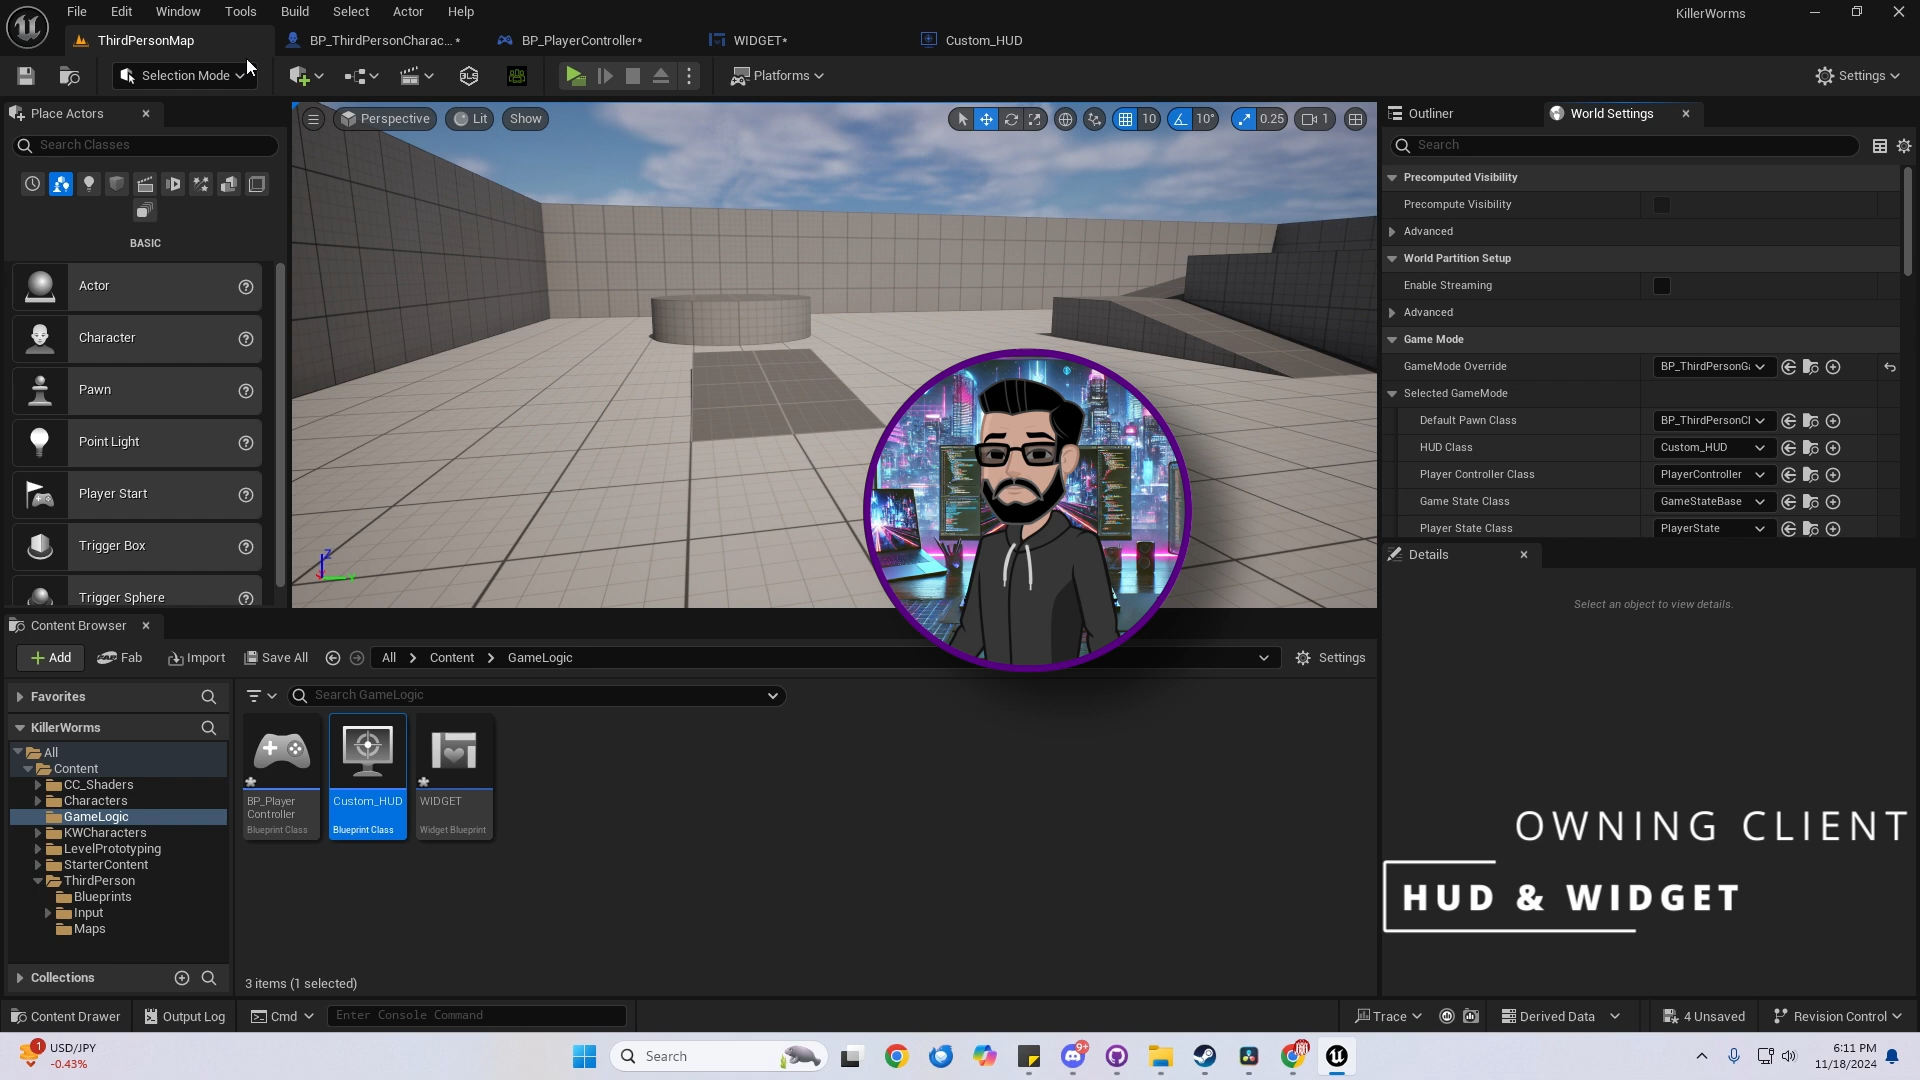 File Edit Window Tools Build Select Actor Help
KillerWorms
ThirdPersonMap
BP_ThirdPersonCharac...*
BP_PlayerController*
WIDGET*
Custom_HUD
Selection Mode
Platforms
Settings
Place Actors
Search Classes
BASIC
Actor
Character
Pawn
Point Light
Player Start
Trigger Box
Trigger Sphere
Perspective
Lit
Show
10
10°
0.25
1
Outliner
World Settings
Search
Precomputed Visibility
Precompute Visibility
Advanced
World Partition Setup
Enable Streaming
Advanced
Game Mode
GameMode Override
BP_ThirdPersonGa
Selected GameMode
Default Pawn Class
BP_ThirdPersonCl
HUD Class
Custom_HUD
Player Controller Class
PlayerController
Game State Class
GameStateBase
Player State Class
PlayerState
Details
Select an object to view details.
OWNING CLIENT
HUD & WIDGET
Content Browser
Add
Fab
Import
Save All
All
Content
GameLogic
Settings
Favorites
Search GameLogic
KillerWorms
All
Content
CC_Shaders
Characters
GameLogic
KWCharacters
LevelPrototyping
StarterContent
ThirdPerson
Blueprints
Input
Maps
BP_Player
Controller
Blueprint Class
Custom_HUD
Blueprint Class
WIDGET
Widget Blueprint
Collections
3 items (1 selected)
Content Drawer
Output Log
Cmd
Enter Console Command
Trace
Derived Data
4 Unsaved
Revision Control
1
USD/JPY
-0.43%
Search
9+
6:11 PM
11/18/2024